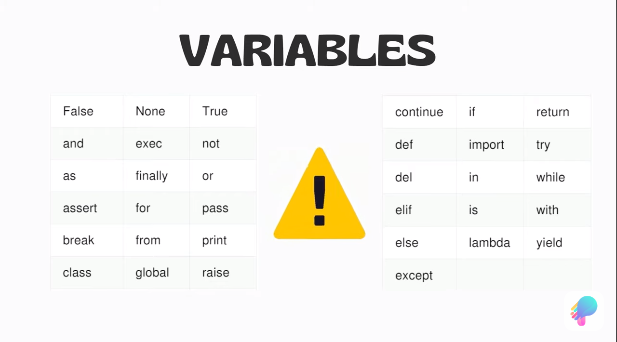 VARIABLES
False None True
and exec not
as finally or
assert for pass
break from print
class global raise
!
continue if return
def import try
del in while
elif is with
else lambda yield
except